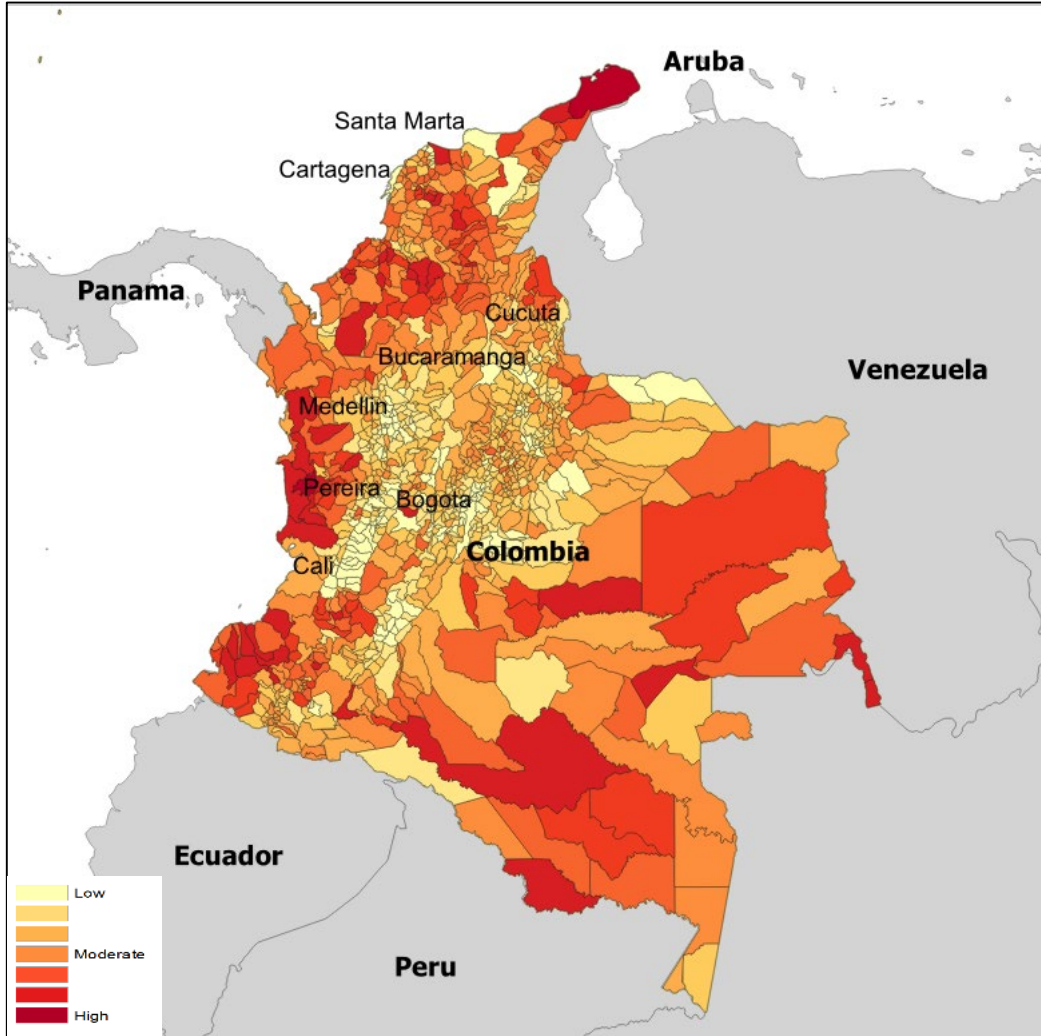 Aruba
Santa Marta
Cartagena
Panama
Cucuta
Bucaramanga
Venezuela
Medellin
Pereira
Bogota
Colombia
Cali
Ecuador
Peru
Low
Moderate
High